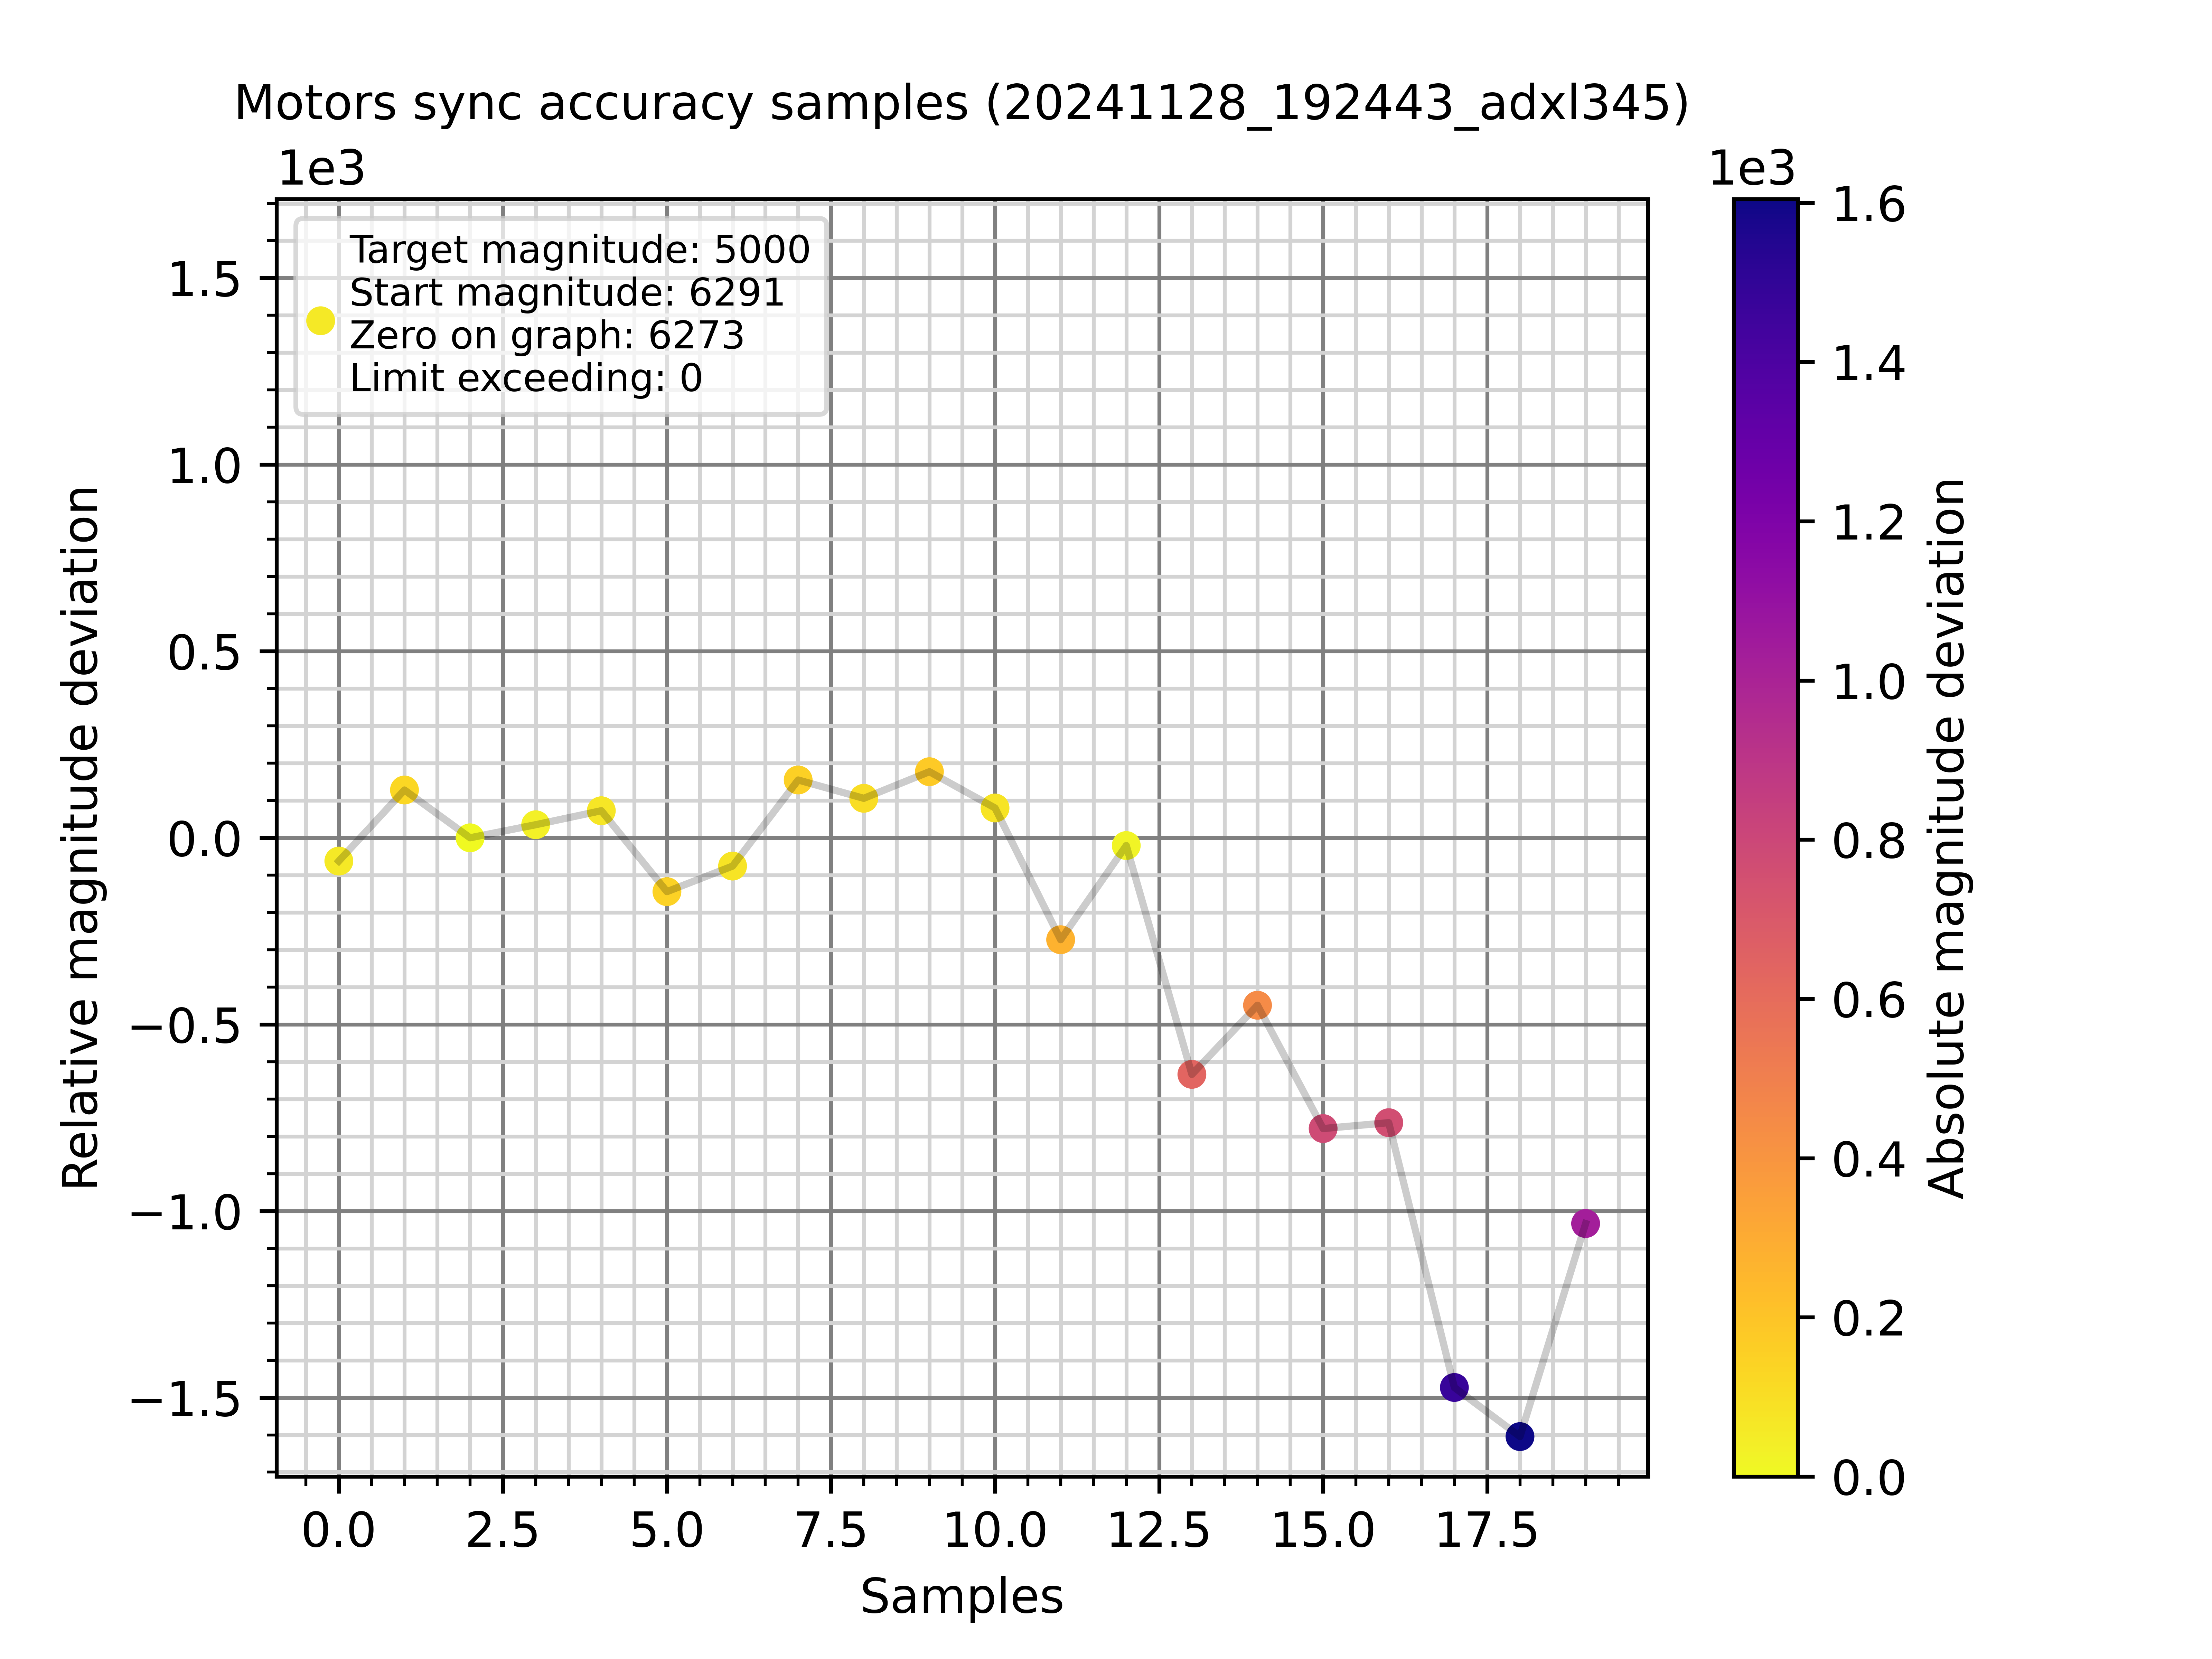 Motors sync accuracy samples (20241128_192443_adxl345)
1e3
1e3
Target magnitude: 5000
Start magnitude: 6291
Zero on graph: 6273
Limit exceeding: 0
1.5
1.0
0.5
0.0
−0.5
−1.0
−1.5
Relative magnitude deviation
0.0 2.5 5.0 7.5 10.0 12.5 15.0 17.5
Samples
1.6
1.4
1.2
1.0
0.8
0.6
0.4
0.2
0.0
Absolute magnitude deviation